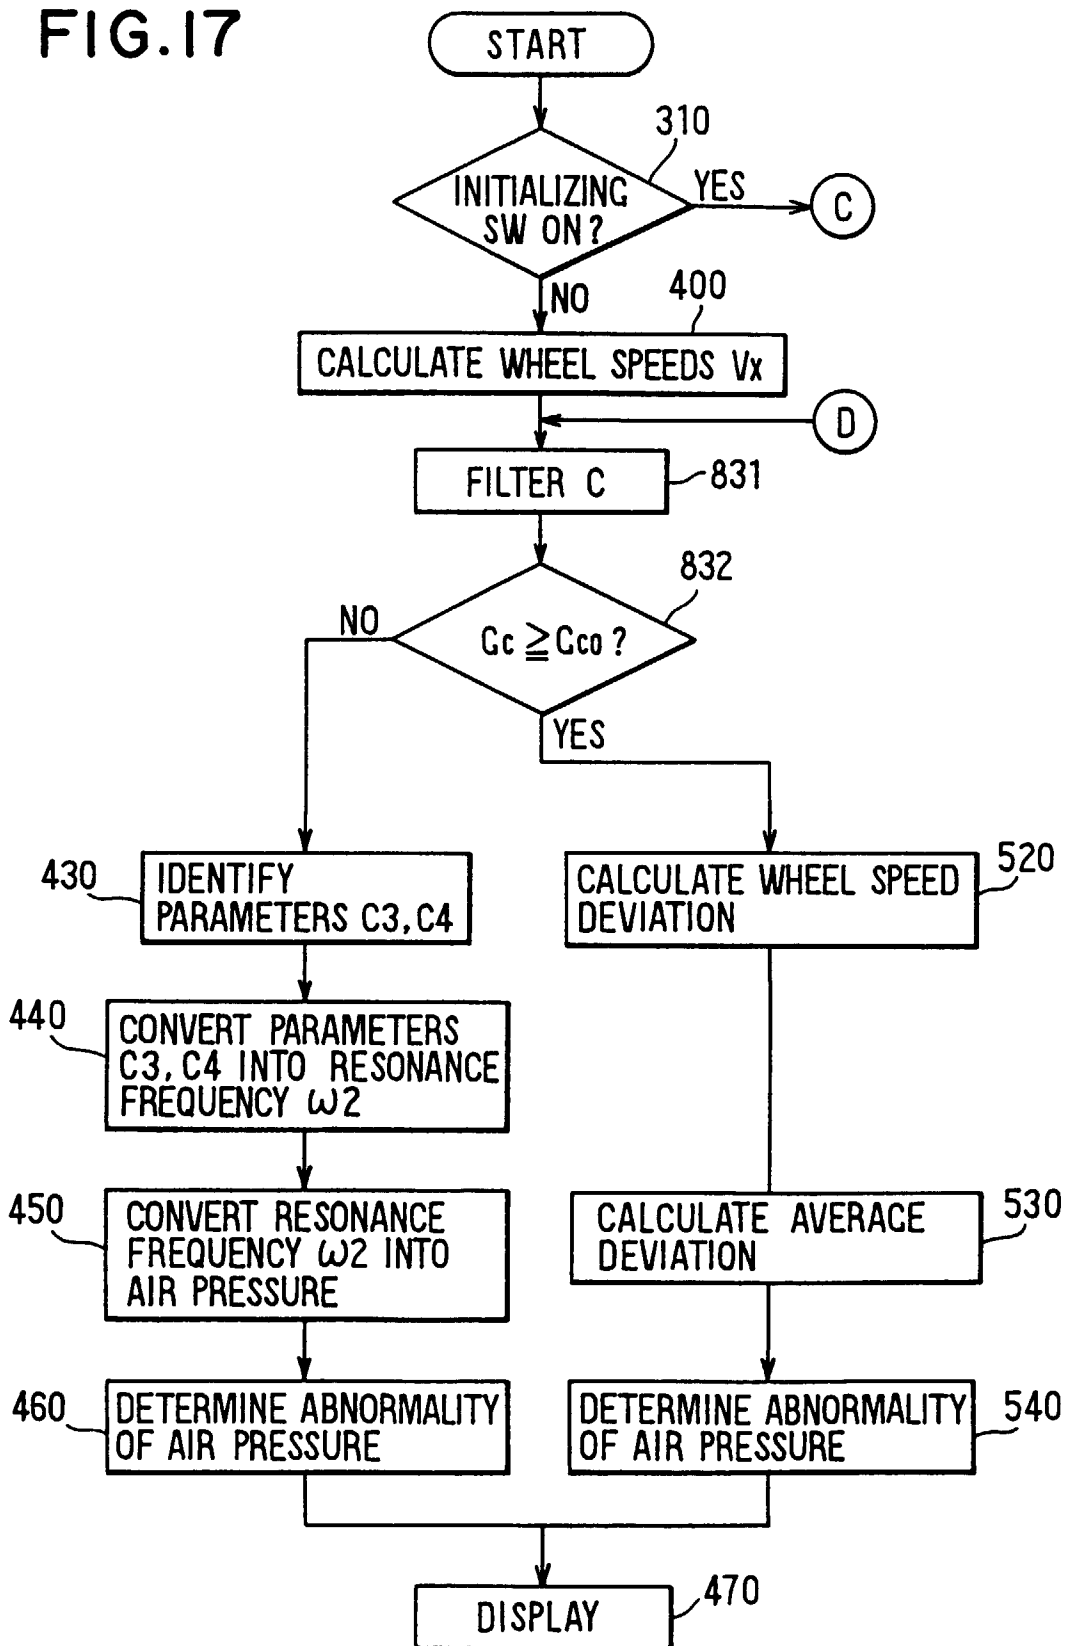 FIG.17
START
310
INITIALIZING
SW ON?
YES
C
NO
400
CALCULATE WHEEL SPEEDS Vx
D
FILTER C
831
832
NO
Gc ≧ Gco ?
YES
430
IDENTIFY
PARAMETERS C3, C4
520
CALCULATE WHEEL SPEED
DEVIATION
440
CONVERT PARAMETERS
C3, C4 INTO RESONANCE
FREQUENCY ω2
450
CONVERT RESONANCE
FREQUENCY ω2 INTO
AIR PRESSURE
530
CALCULATE AVERAGE
DEVIATION
460
DETERMINE ABNORMALITY
OF AIR PRESSURE
540
DETERMINE ABNORMALITY
OF AIR PRESSURE
470
DISPLAY